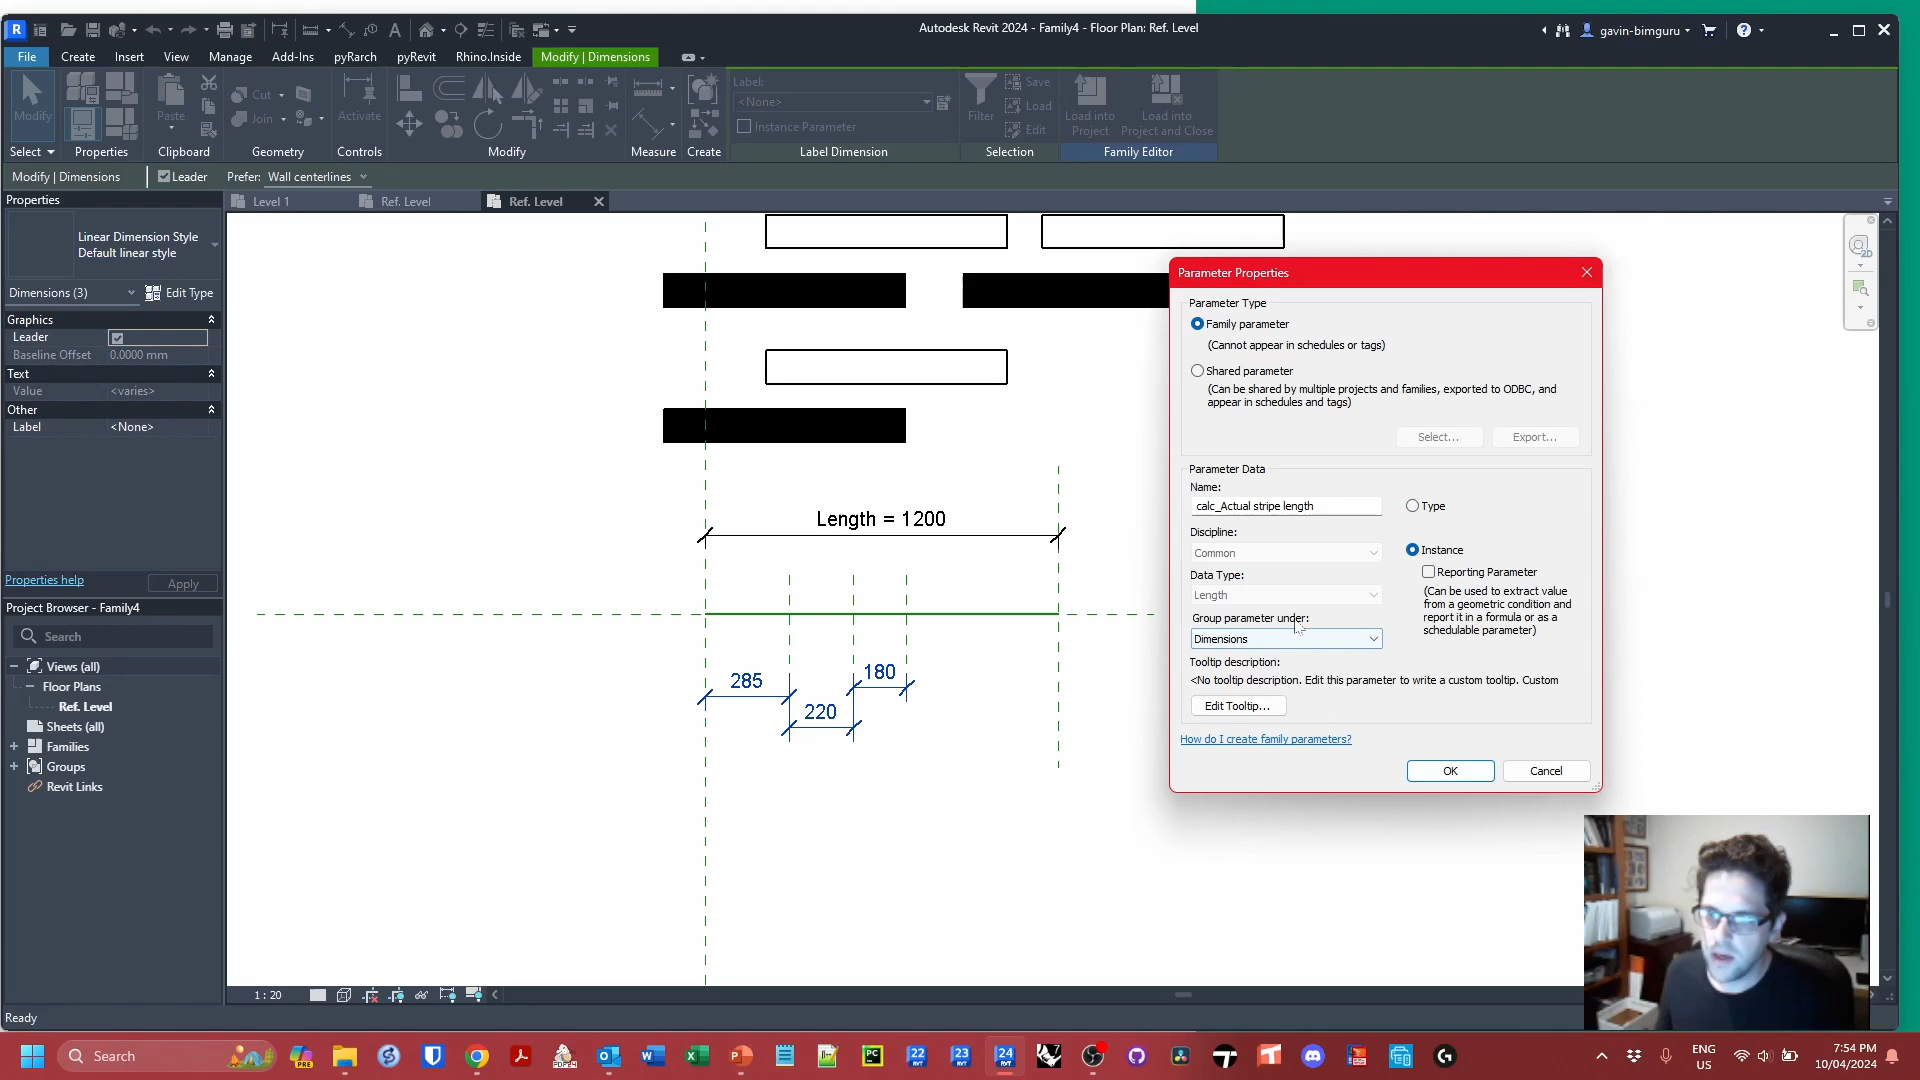 Autodesk Revit 2024 - Family4 - Floor Plan: Ref. Level
gavin-bimguru
File Create Insert View Manage Add-Ins pyRarch pyRevit Rhino.Inside Modify | Dimensions
Modify
Paste
Cut
Join
Activate
Label:
<None>
Instance Parameter
Filter
Save
Load
Edit
Load into
Project
Load into
Project and Close
Select Properties Clipboard Geometry Controls Modify Measure Create Label Dimension Selection Family Editor
Modify | Dimensions Leader Prefer: Wall centerlines
Properties
Level 1 Ref. Level Ref. Level
Linear Dimension Style
Default linear style
Dimensions (3) Edit Type
Graphics
Leader
Baseline Offset 0.0000 mm
Text
Value <varies>
Other
Label <None>
Properties help Apply
Project Browser - Family4
Search
Views (all)
Floor Plans
Ref. Level
Sheets (all)
Families
Groups
Revit Links
Length = 1200
285
220
180
2D
Parameter Properties
Parameter Type
Family parameter
(Cannot appear in schedules or tags)
Shared parameter
(Can be shared by multiple projects and families, exported to ODBC, and
appear in schedules and tags)
Select... Export...
Parameter Data
Name:
calc_Actual stripe length
Type
Discipline:
Common
Instance
Data Type:
Reporting Parameter
Length
(Can be used to extract value
from a geometric condition and
report it in a formula or as a
schedulable parameter)
Group parameter under:
Dimensions
Tooltip description:
<No tooltip description. Edit this parameter to write a custom tooltip. Custom
Edit Tooltip...
How do I create family parameters?
OK Cancel
1 : 20
Ready
Search
ENG
US
7:54 PM
10/04/2024